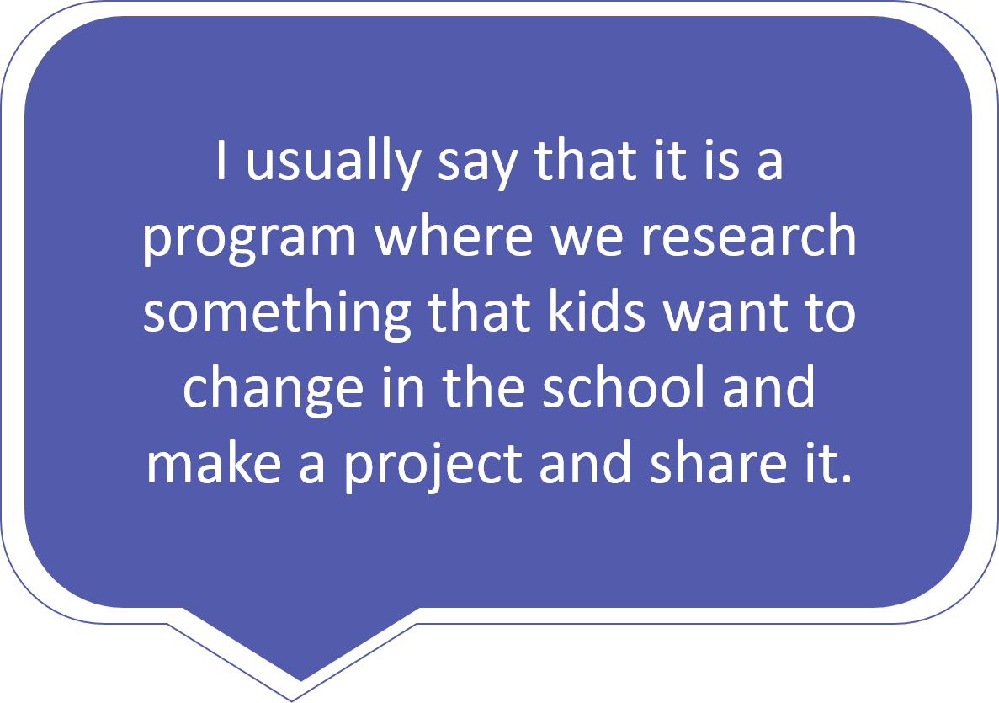 I usually say that it is a
program where we research
something that kids want to
change in the school and
make a project and share it.